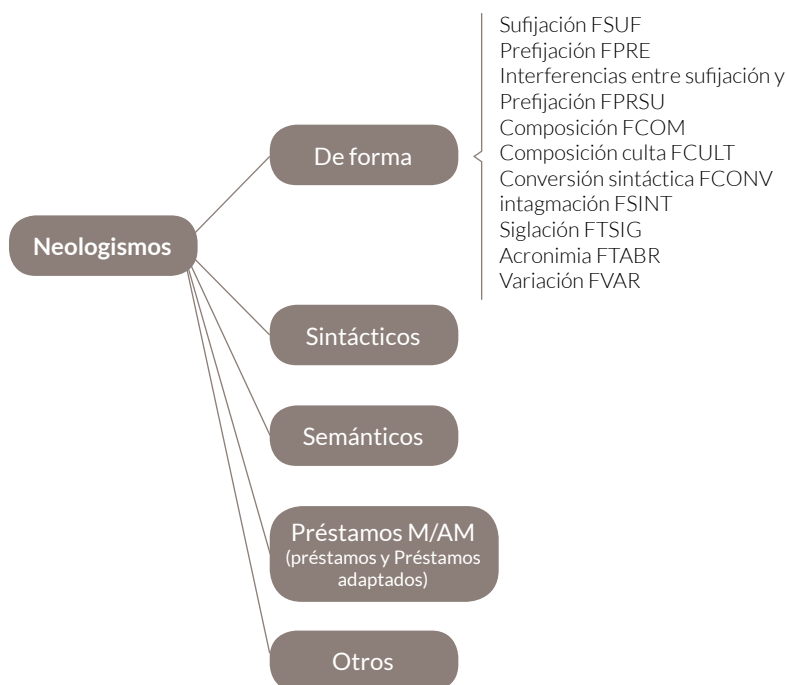 Neologismos
De forma
Sufijación FSUF
Prefijación FPRE
Interferencias entre sufijación y
Prefijación FPRSU
Composición FCOM
Composición culta FCULT
Conversión sintáctica FCONV
intagmación FSINT
Siglación FTSIG
Acronimia FTABR
Variación FVAR
Sintácticos
Semánticos
Préstamos M/AM
(préstamos y Préstamos
adaptados)
Otros